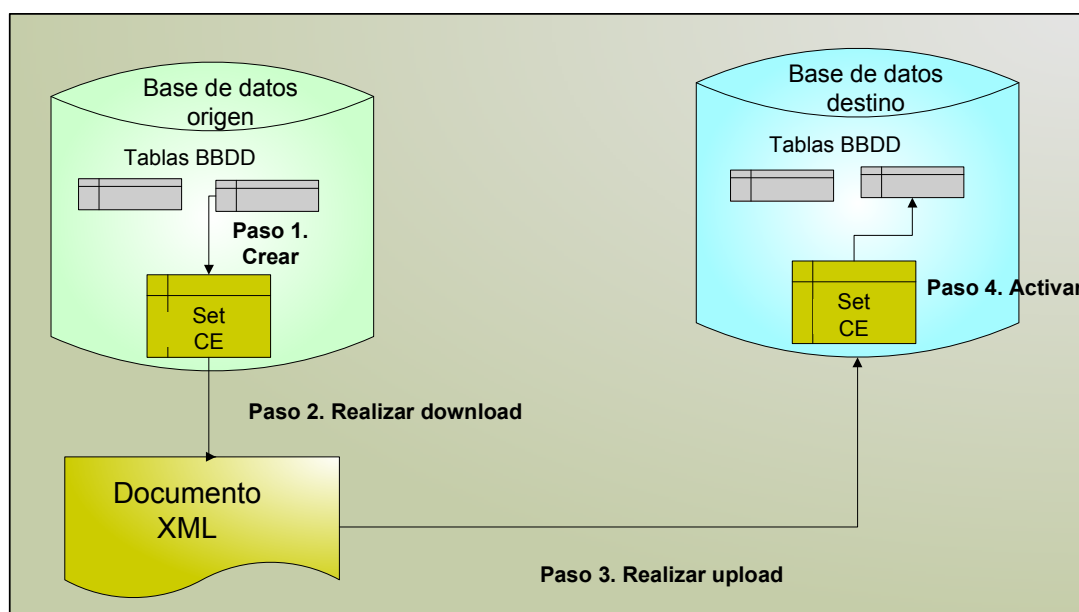 Base de datos
origen
Tablas BBDD
Paso 1.
Crear
Set
CE
Paso 2. Realizar download
Documento
XML
Paso 3. Realizar upload
Base de datos
destino
Tablas BBDD
Set
CE
Paso 4. Activar